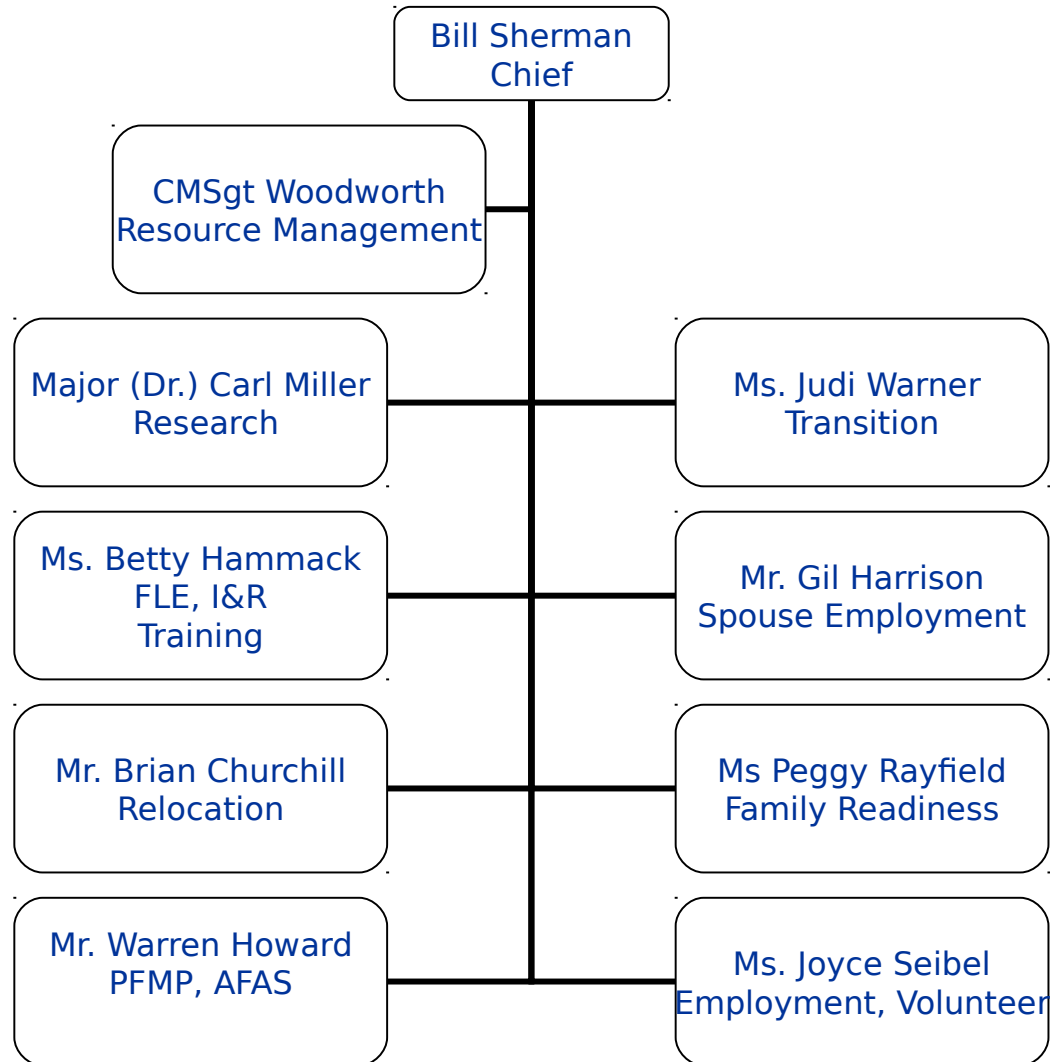 Bill Sherman
Chief
CMSgt Woodworth
Resource Management
Major (Dr.) Carl Miller
Research
Ms. Judi Warner
Transition
Ms. Betty Hammack
FLE, I&R
Training
Mr. Gil Harrison
Spouse Employment
Mr. Brian Churchill
Relocation
Ms Peggy Rayfield
Family Readiness
Mr. Warren Howard
PFMP, AFAS
Ms. Joyce Seibel
Employment, Volunteer